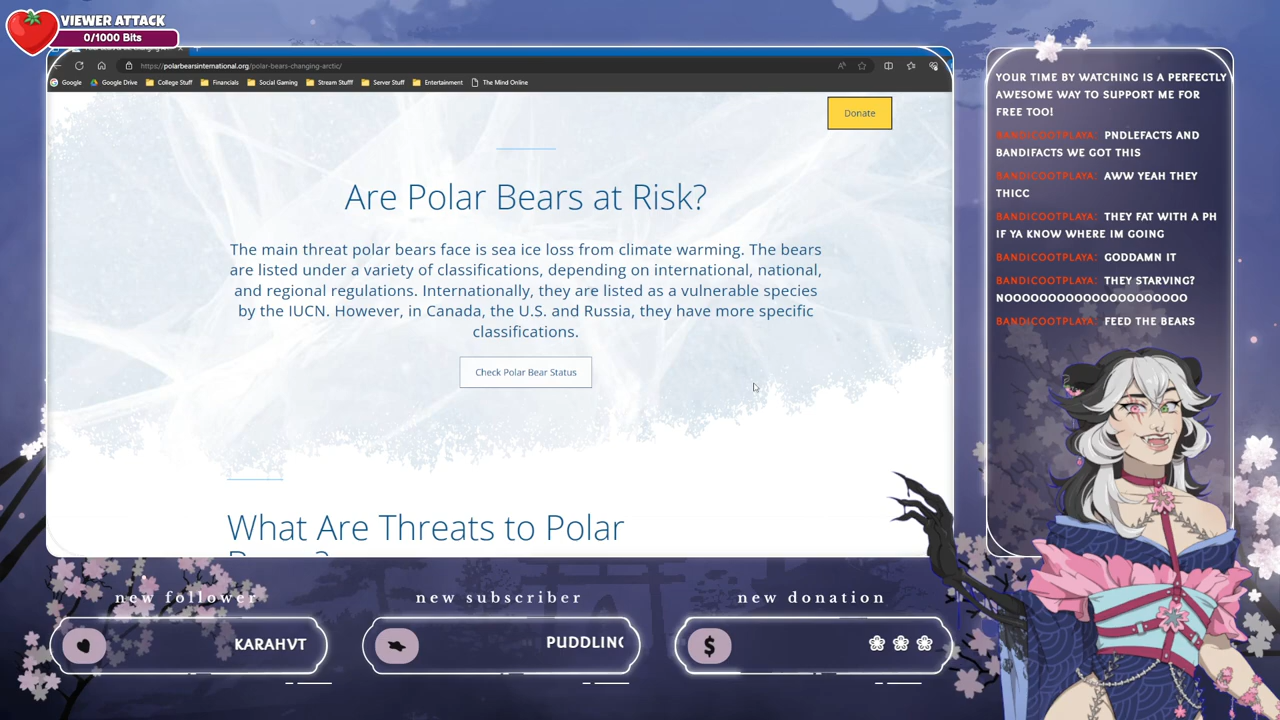 VIEWER ATTACK
0/1000 Bits
https://polarbearsinternational.org/polar-bears-changing-arctic/
Google
Google Drive
College Stuff
Financials
Social Gaming
Stream Stufff
Server Stuff
Entertainment
The Mind Online
Donate
Are Polar Bears at Risk?
The main threat polar bears face is sea ice loss from climate warming. The bears
are listed under a variety of classifications, depending on international, national,
and regional regulations. Internationally, they are listed as a vulnerable species
by the IUCN. However, in Canada, the U.S. and Russia, they have more specific
classifications.
Check Polar Bear Status
What Are Threats to Polar
YOUR TIME BY WATCHING IS A PERFECTLY
AWESOME WAY TO SUPPORT ME FOR
FREE TOO!
BANDICOOTPLAYA: PNDLEFACTS AND
BANDIFACTS WE GOT THIS
BANDICOOTPLAYA: AWW YEAH THEY
THICC
BANDICOOTPLAYA: THEY FAT WITH A PH
IF YA KNOW WHERE IM GOING
BANDICOOTPLAYA: GODDAMN IT
BANDICOOTPLAYA: THEY STARVING?
NOOOOOOOOOOOOOOOOOOOOO
BANDICOOTPLAYA: FEED THE BEARS
new follower
KARAHVT
new subscriber
PUDDLING
new donation